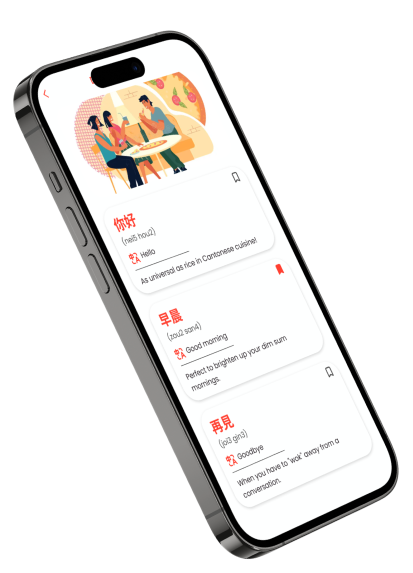 你好
(nei5 hou2)
Hello
As universal as rice in Cantonese cuisine!
早晨
(zou2 san4)
Good morning
Perfect to brighten up your dim sum
mornings.
再見
(joi3 gin3)
Goodbye
When you have to "wok" away from a
conversation.